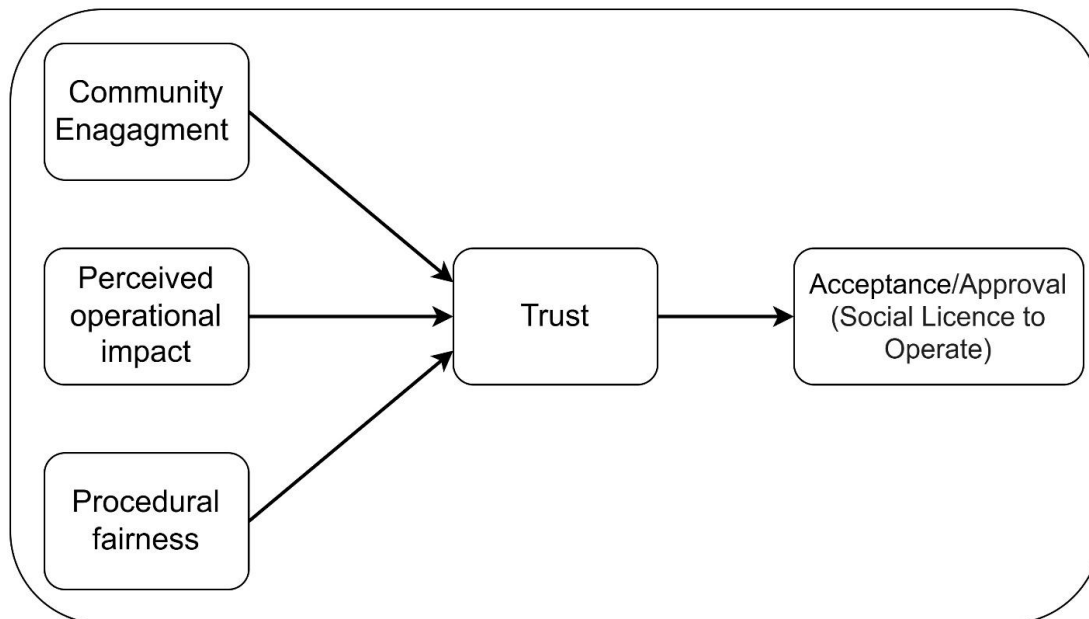 Community
Enagagment
Perceived
operational
impact
Procedural
fairness
Trust
Acceptance/Approval
(Social Licence to
Operate)